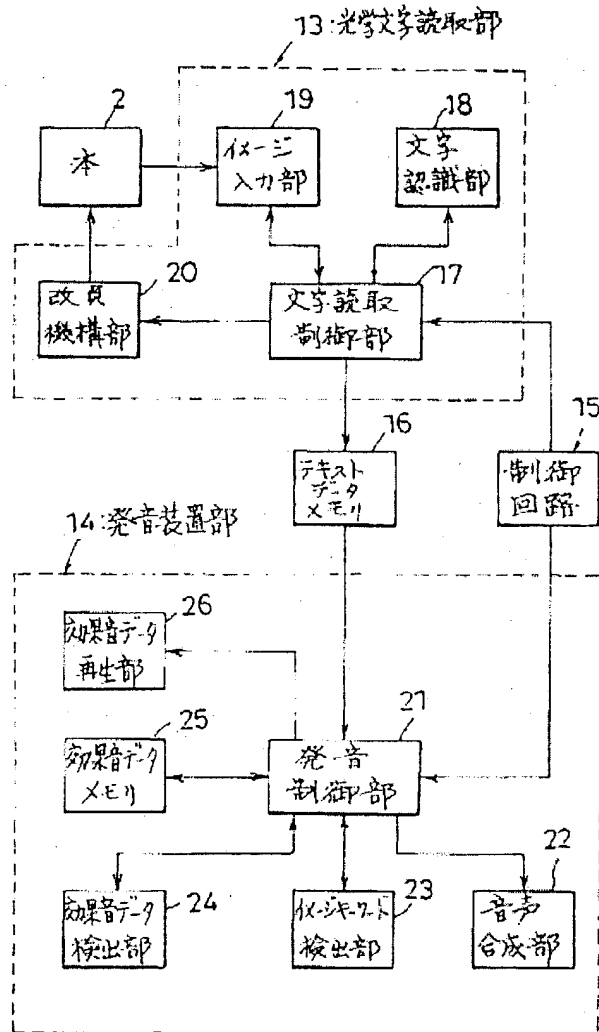 13:光学文字読取部
2
本
19
イメージ
入力部
18
文字
認識部
20
改頁
機構部
17
文字読取
制御部
16
テキスト
データ
メモリ
15
制御
回路
14:発音装置部
26
効果音データ
再生部
25
効果音データ
メモリ
21
発音
制御部
24
効果音データ
検出部
23
イメージキーワード
検出部
22
音声
合成部